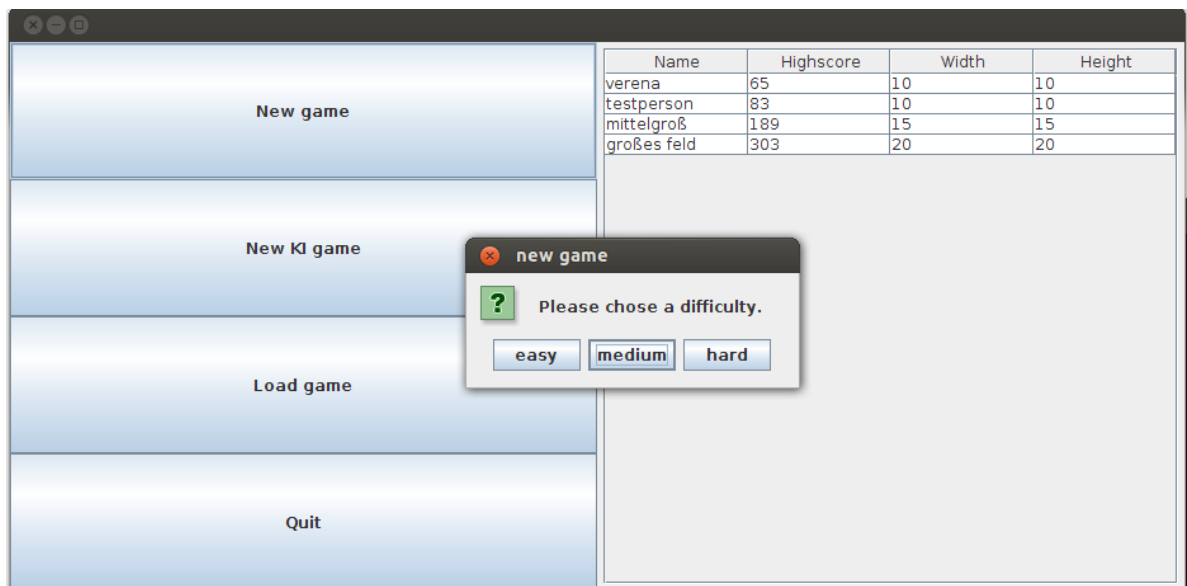 New game
New KI game
Load game
Quit
Name Highscore Width Height
verena 65 10 10
testperson 83 10 10
mittelgroß 189 15 15
großes feld 303 20 20
new game
? Please chose a difficulty.
easy medium hard